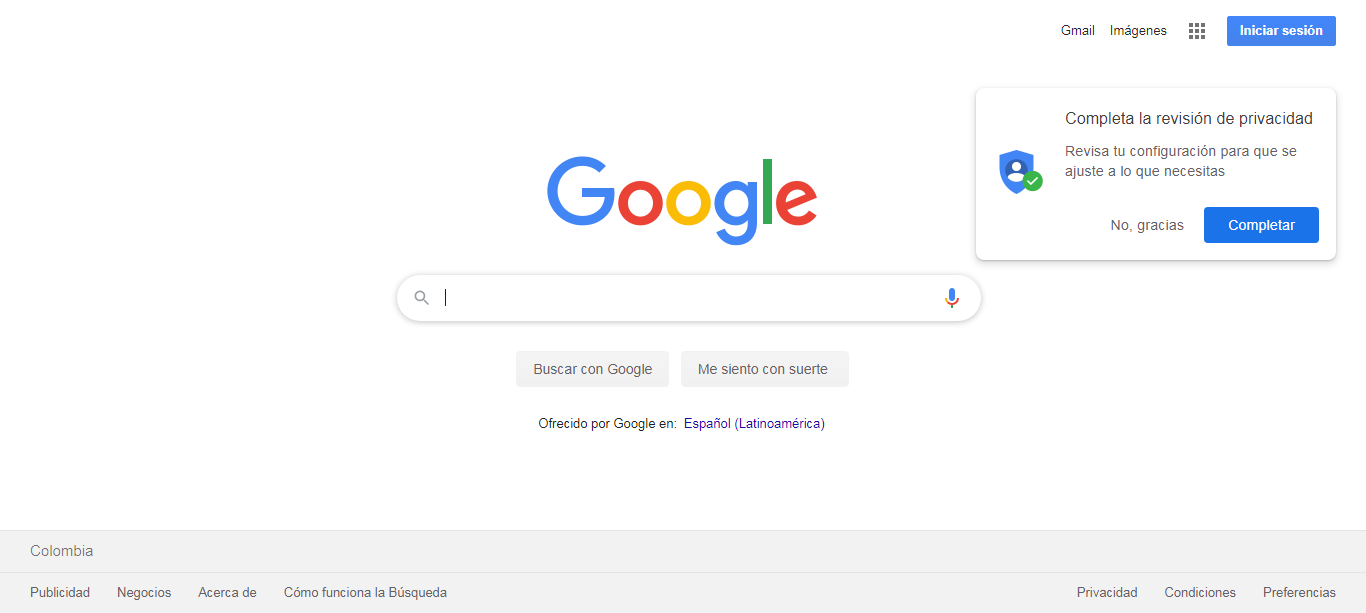 Gmail Imágenes Iniciar sesión
Completa la revisión de privacidad
Revisa tu configuración para que se
ajuste a lo que necesitas
No, gracias Completar
Google
Buscar con Google Me siento con suerte
Ofrecido por Google en: Español (Latinoamérica)
Colombia
Publicidad Negocios Acerca de Cómo funciona la Búsqueda Privacidad Condiciones Preferencias